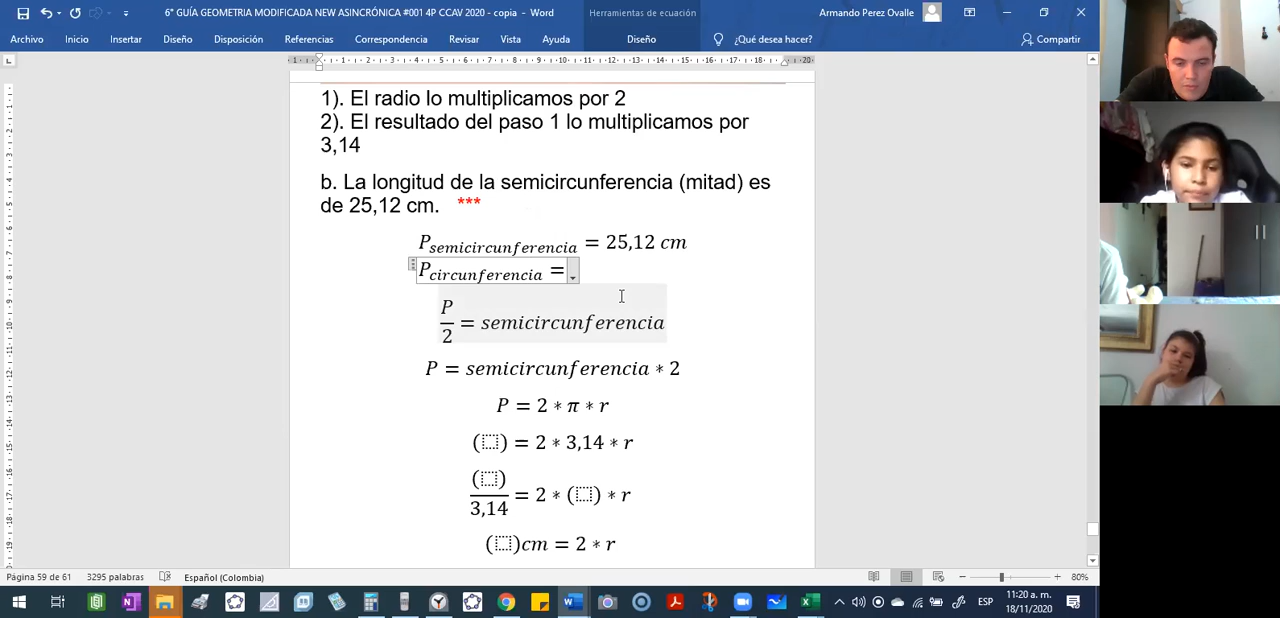 6° GUÍA GEOMETRIA MODIFICADA NEW ASINCRÓNICA #001 4P CCAV 2020 - copia - Word
Herramientas de ecuación
Armando Perez Ovalle
Archivo Inicio Insertar Diseño Disposición Referencias Correspondencia Revisar Vista Ayuda Diseño ¿Qué desea hacer? Compartir
1). El radio lo multiplicamos por 2
2). El resultado del paso 1 lo multiplicamos por
3,14
b. La longitud de la semicircunferencia (mitad) es
de 25,12 cm. ***
P_semicircunferencia = 25,12 cm
P_circunferencia =
P/2 = semicircunferencia
P = semicircunferencia * 2
P = 2 * π * r
(⬚) = 2 * 3,14 * r
(⬚)/3,14 = 2 * (⬚) * r
(⬚)cm = 2 * r
Página 59 de 61 3295 palabras Español (Colombia) 80%
ESP
11:20 a. m.
18/11/2020